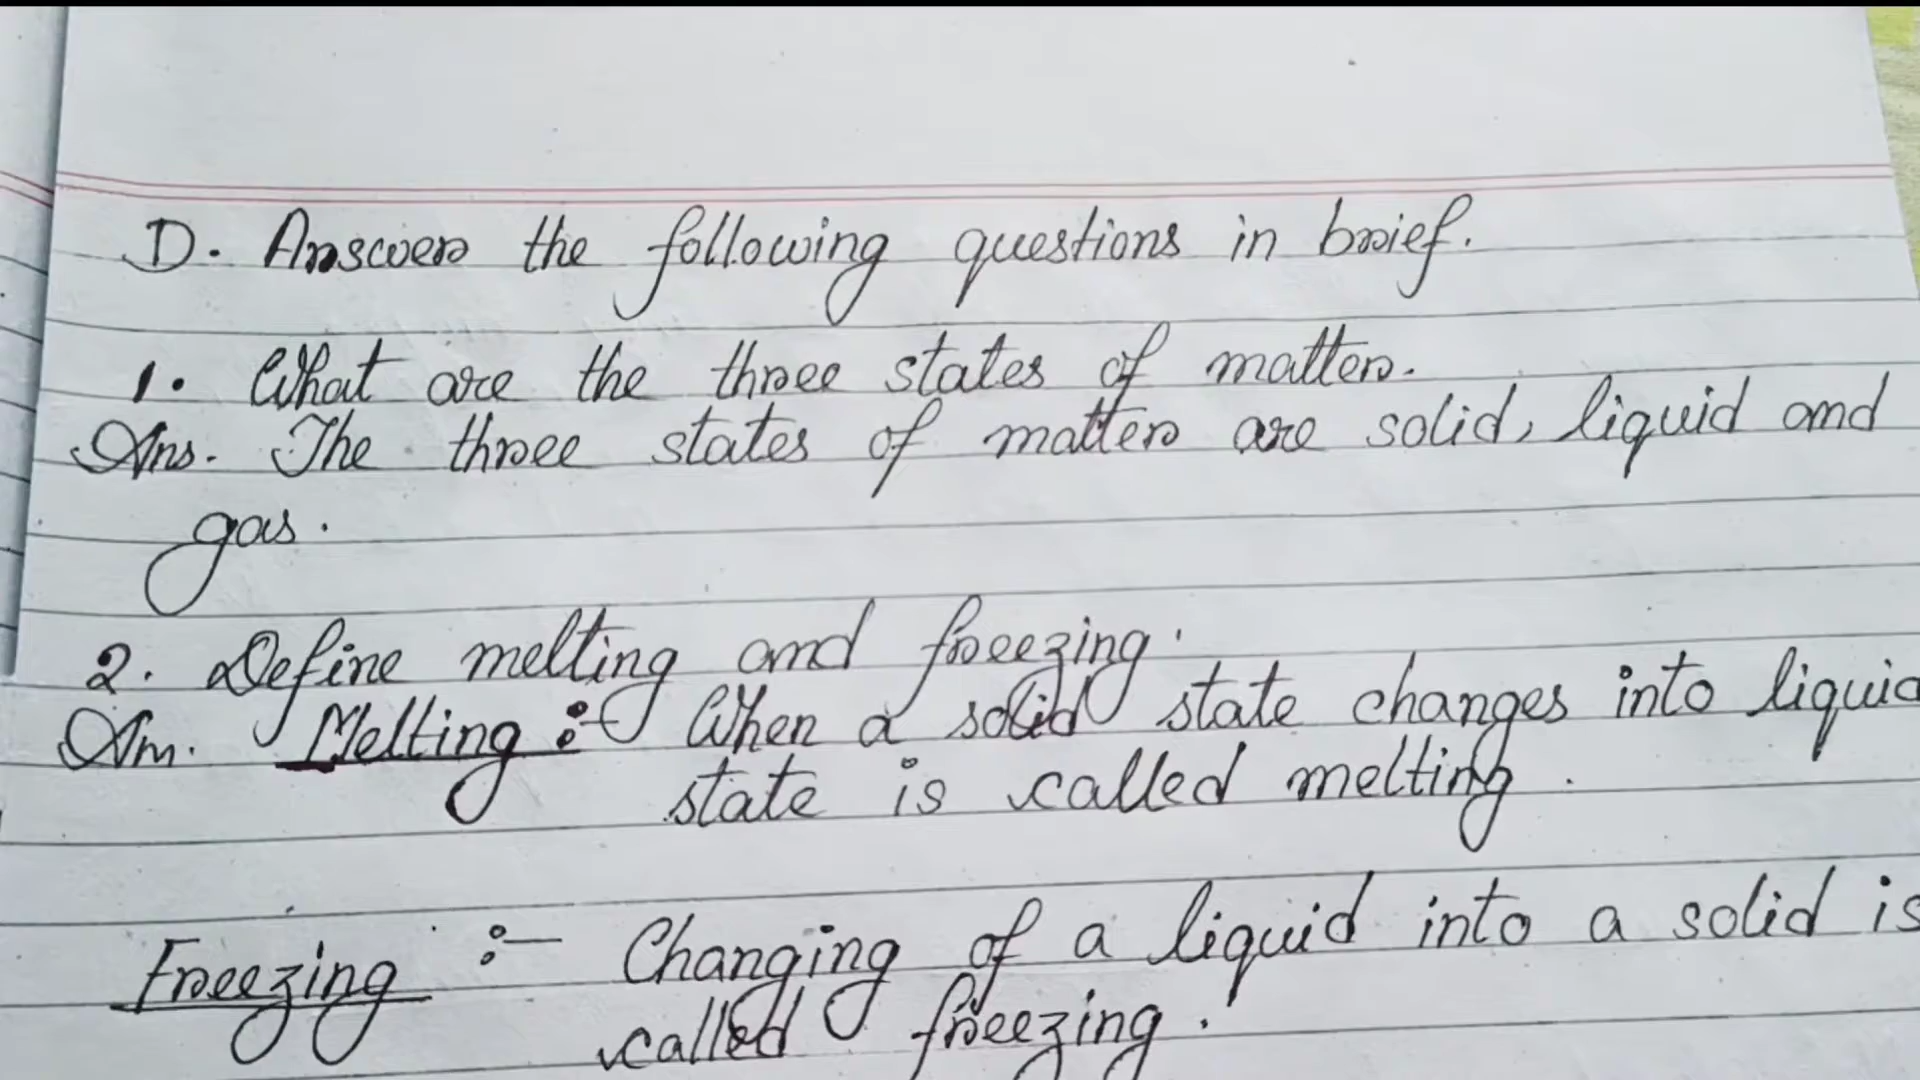 D. Answer the following questions in brief.
1. What are the three states of matter.
Ans. The three states of matter are solid, liquid and
gas.
2. Define melting and freezing.
Ans. Melting :- When a solid state changes into liquid
state is called melting.
Freezing :- Changing of a liquid into a solid is
called freezing.